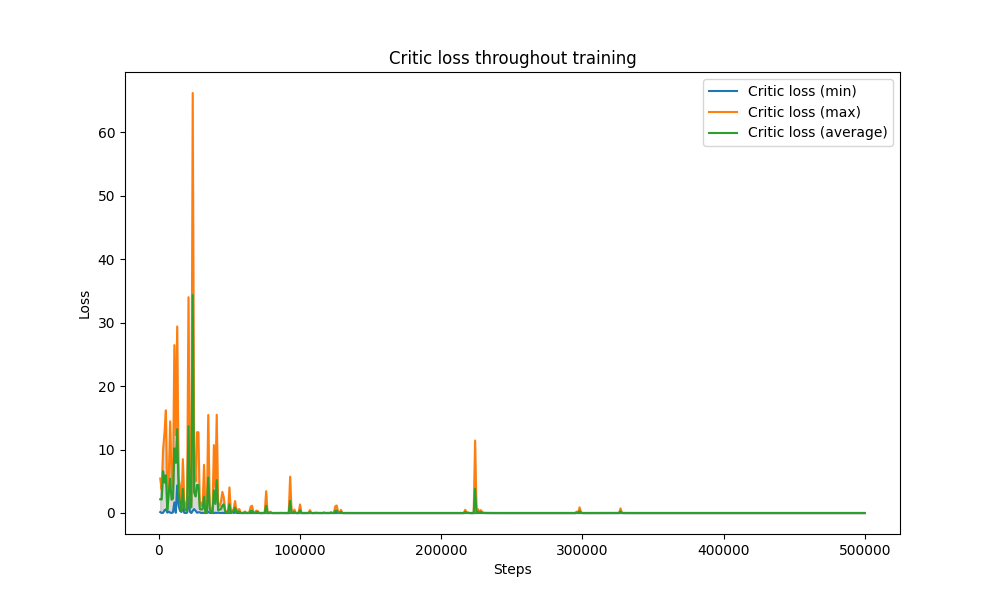 Critic loss throughout training
Critic loss (min)
Critic loss (max)
Critic loss (average)
Loss
60
50
40
30
20
10
0
0 100000 200000 300000 400000 500000
Steps